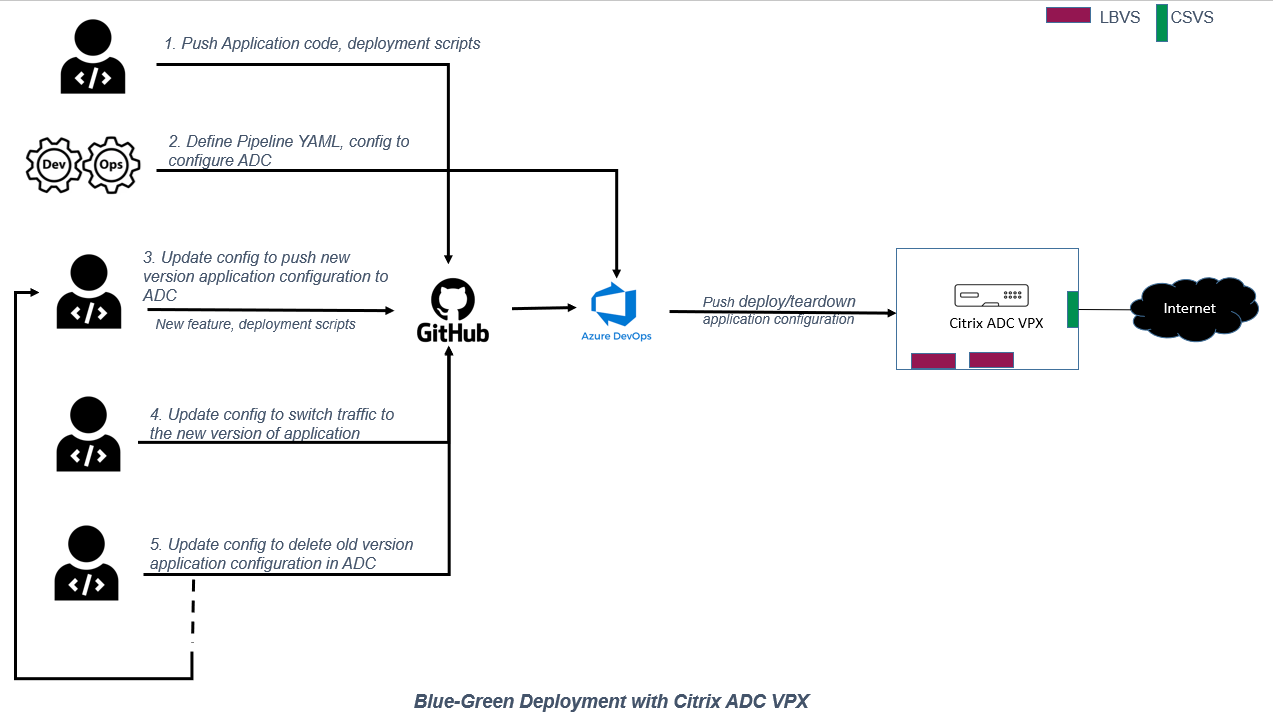 LBVS
CSVS
1. Push Application code, deployment scripts
Dev
Ops
2. Define Pipeline YAML, config to
configure ADC
3. Update config to push new
version application configuration to
ADC
New feature, deployment scripts
GitHub
Azure DevOps
Push deploy/teardown
application configuration
Citrix ADC VPX
Internet
4. Update config to switch traffic to
the new version of application
5. Update config to delete old version
application configuration in ADC
Blue-Green Deployment with Citrix ADC VPX